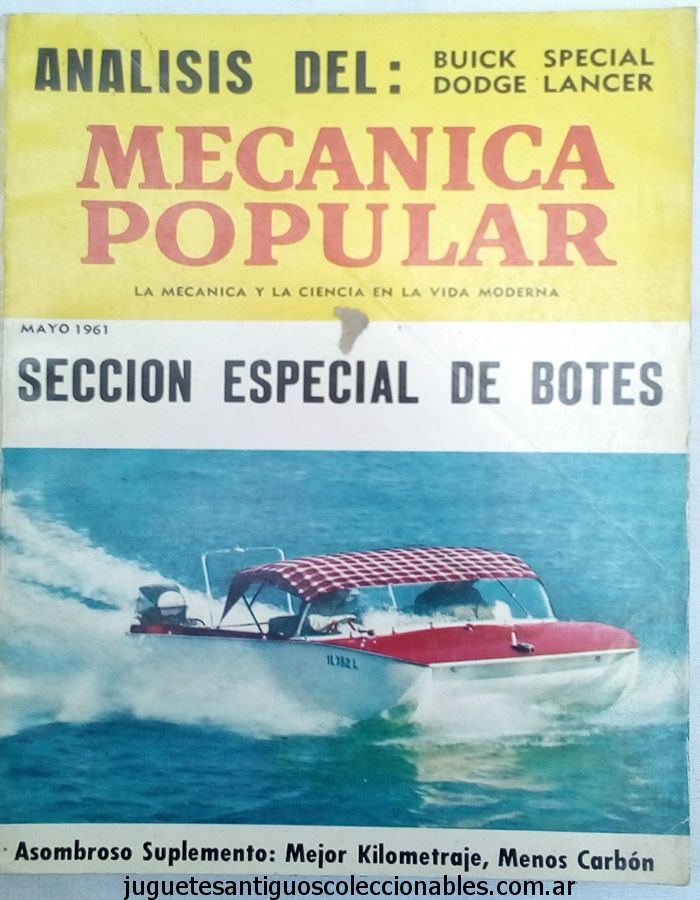 ANALISIS DEL: BUICK SPECIAL
DODGE LANCER
MECANICA
POPULAR
LA MECANICA Y LA CIENCIA EN LA VIDA MODERNA
MAYO 1961
SECCION ESPECIAL DE BOTES
IL782L
Asombroso Suplemento: Mejor Kilometraje, Menos Carbón
juguetesantiguoscoleccionables.com.ar